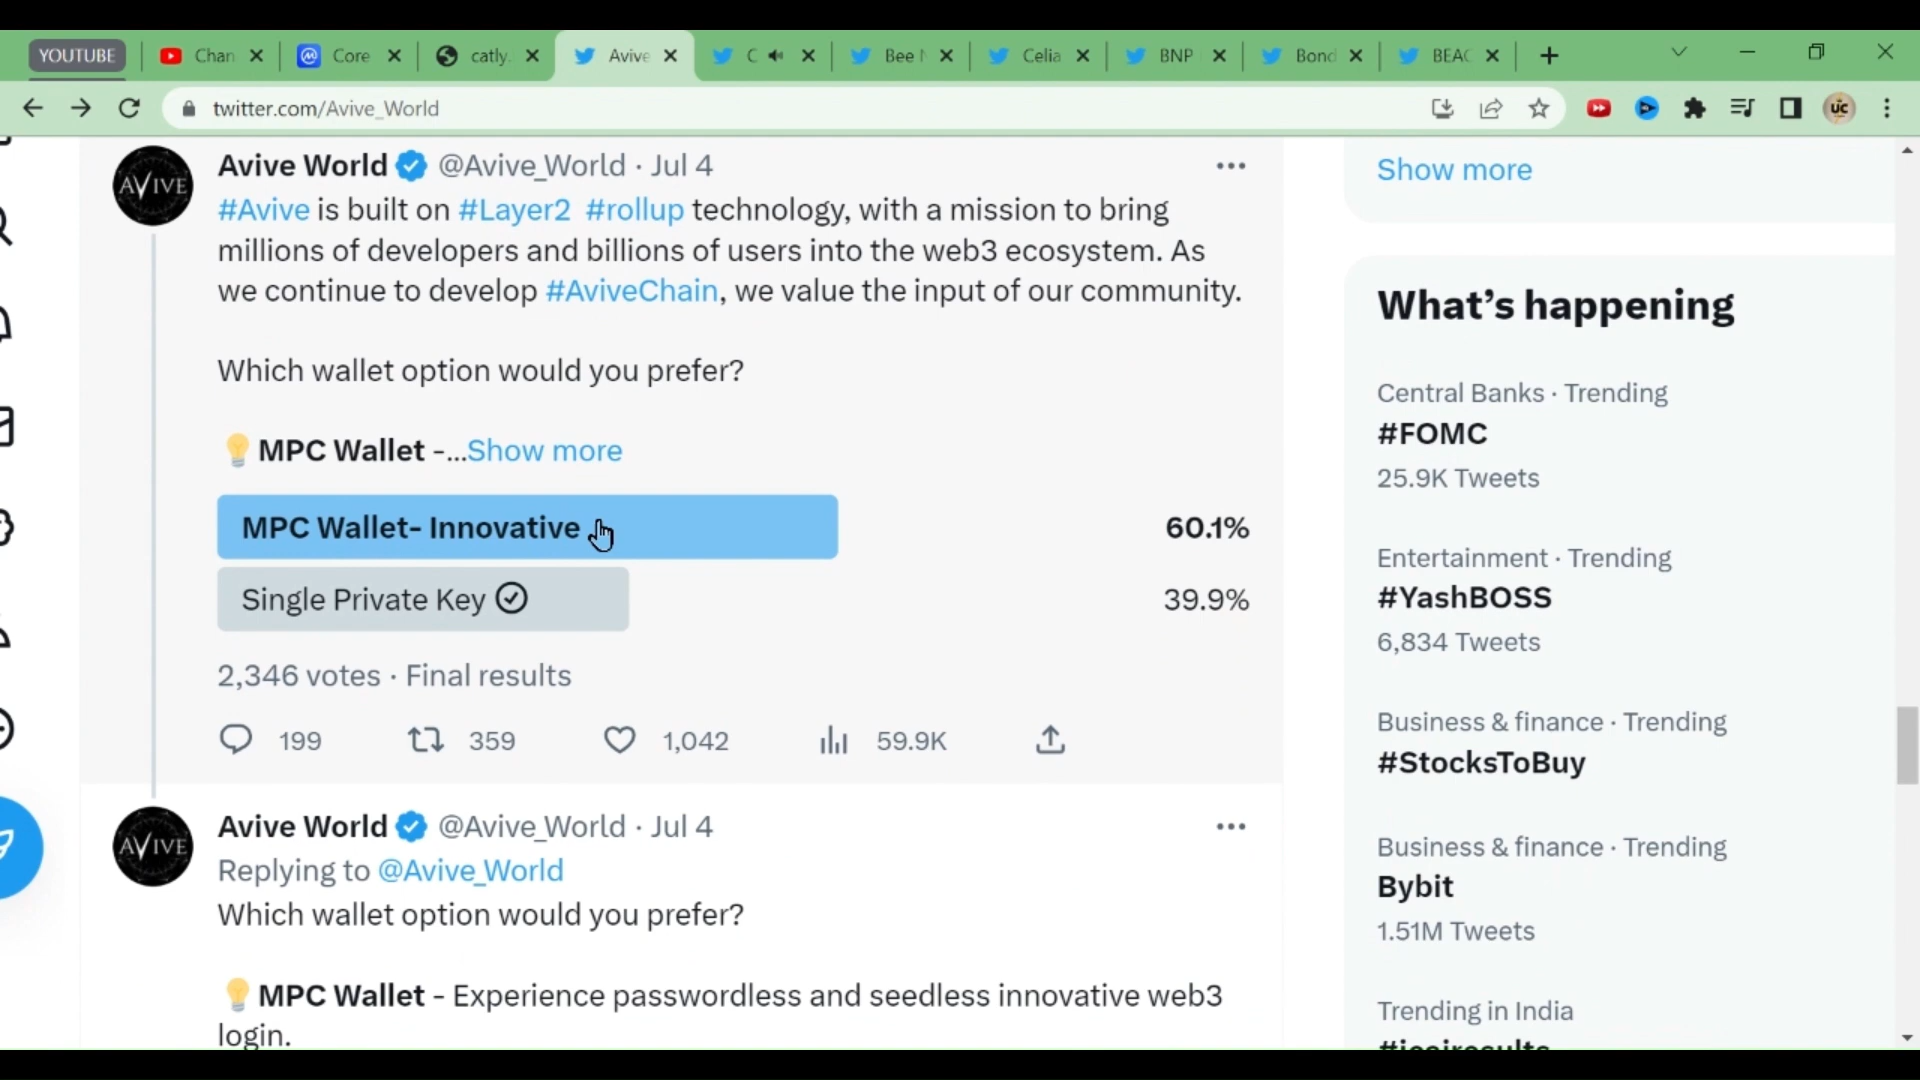 YOUTUBE
Chan
Core
catly.
Avive
C
Bee N
Celia
BNP
Bond
BEAC
twitter.com/Avive_World
UC
AVIVE
Avive World @Avive_World · Jul 4
#Avive is built on #Layer2 #rollup technology, with a mission to bring
millions of developers and billions of users into the web3 ecosystem. As
we continue to develop #AviveChain, we value the input of our community.
Which wallet option would you prefer?
MPC Wallet -...Show more
MPC Wallet- Innovative 60.1%
Single Private Key 39.9%
2,346 votes · Final results
199 359 1,042 59.9K
AVIVE
Avive World @Avive_World · Jul 4
Replying to @Avive_World
Which wallet option would you prefer?
MPC Wallet - Experience passwordless and seedless innovative web3
login.
Show more
What’s happening
Central Banks · Trending
#FOMC
25.9K Tweets
Entertainment · Trending
#YashBOSS
6,834 Tweets
Business & finance · Trending
#StocksToBuy
Business & finance · Trending
Bybit
1.51M Tweets
Trending in India